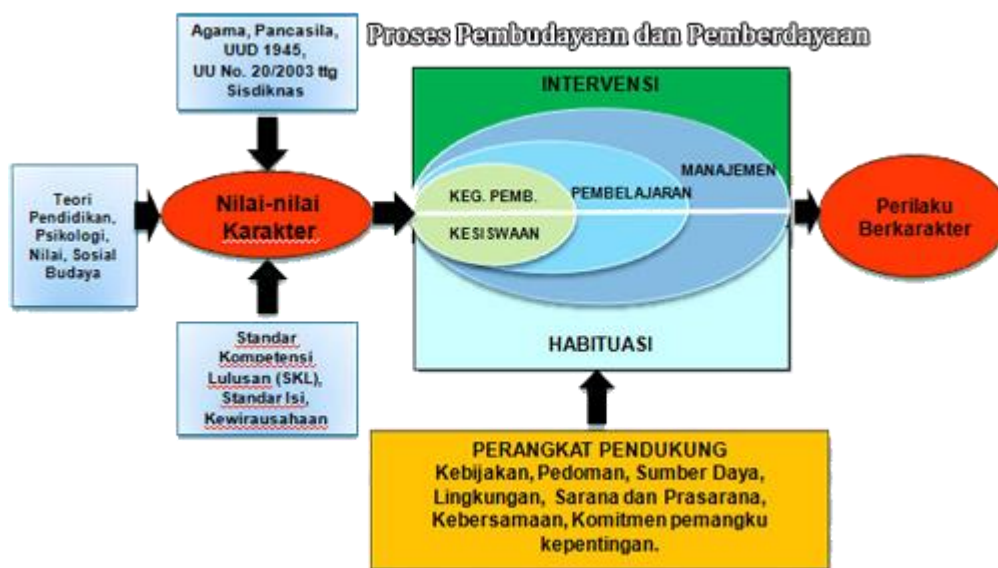 Proses Pembudayaan dan Pemberdayaan
Agama, Pancasila,
UUD 1945,
UU No. 20/2003 ttg
Sisdiknas
Teori
Pendidikan,
Psikologi,
Nilai, Sosial
Budaya
Nilai-nilai
Karakter
Standar
Kompetensi
Lulusan (SKL),
Standar Isi,
Kewirausahaan
INTERVENSI
MANAJEMEN
PEMBELAJARAN
KEG. PEMB.
KESISWAAN
HABITUASI
Perilaku
Berkarakter
PERANGKAT PENDUKUNG
Kebijakan, Pedoman, Sumber Daya,
Lingkungan, Sarana dan Prasarana,
Kebersamaan, Komitmen pemangku
kepentingan.